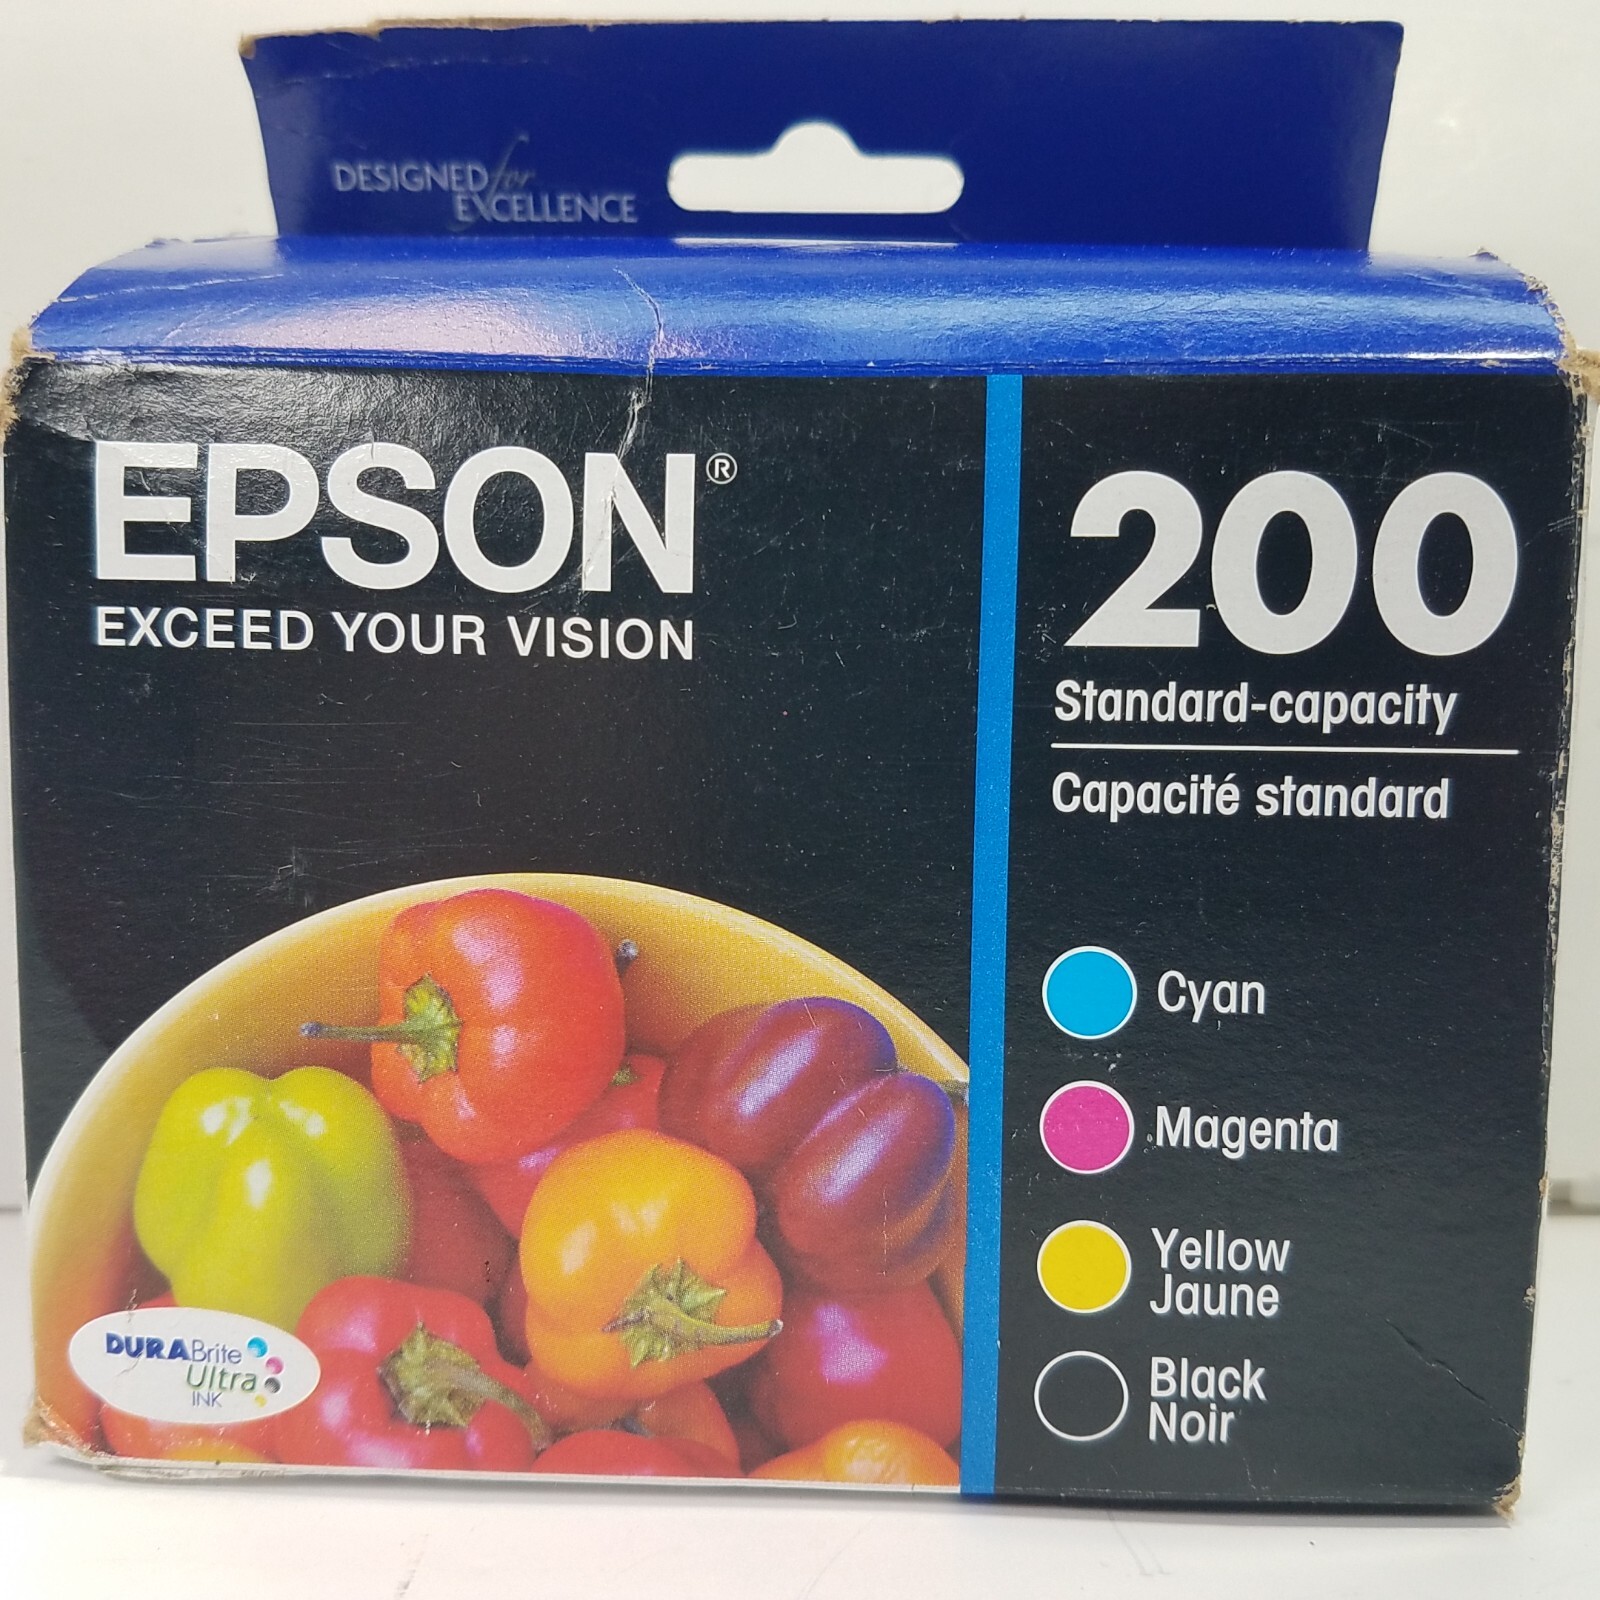 DESIGNED for
EXCELLENCE
EPSON®
EXCEED YOUR VISION
200
Standard-capacity
Capacité standard
Cyan
Magenta
Yellow
Jaune
Black
Noir
DURABrite
Ultra
INK